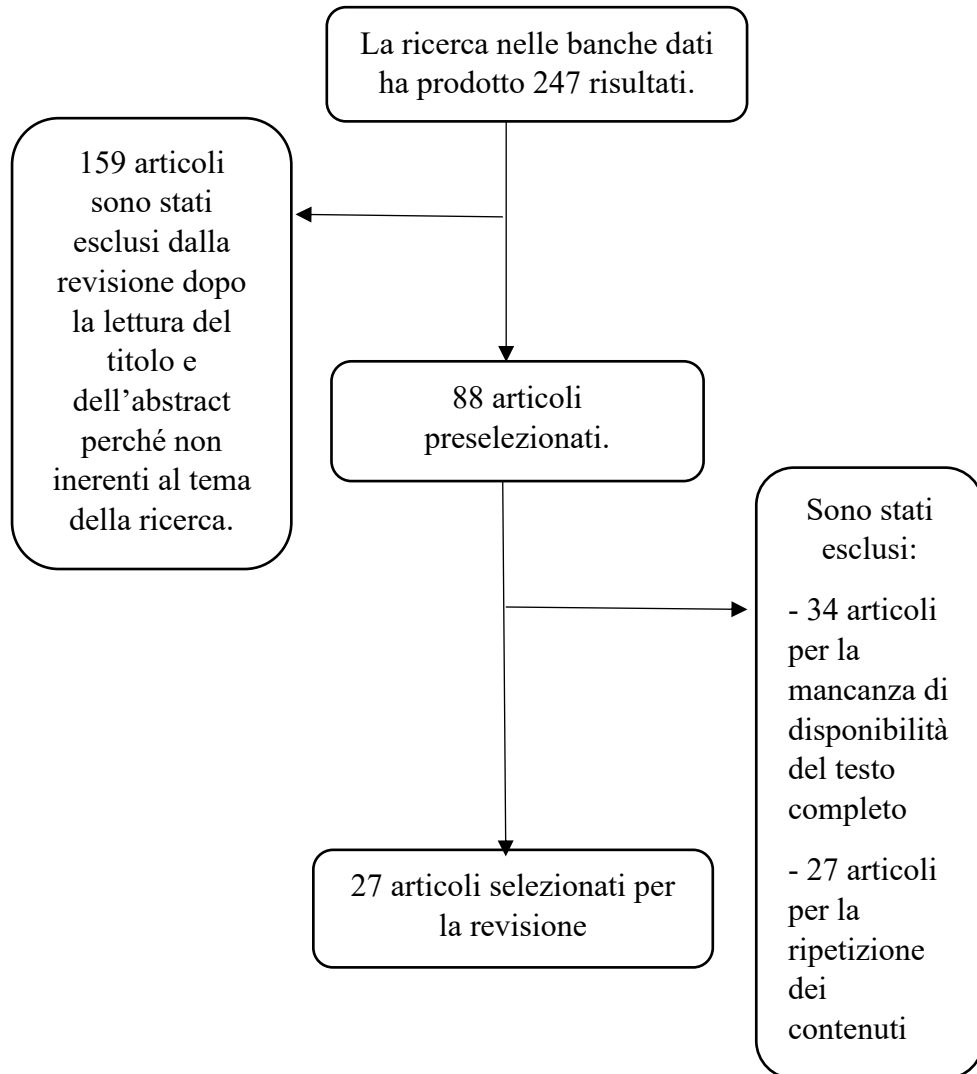 La ricerca nelle banche dati
ha prodotto 247 risultati.
159 articoli
sono stati
esclusi dalla
revisione dopo
la lettura del
titolo e
dell’abstract
perché non
inerenti al tema
della ricerca.
88 articoli
preselezionati.
Sono stati
esclusi:
- 34 articoli
per la
mancanza di
disponibilità
del testo
completo
- 27 articoli
per la
ripetizione
dei
contenuti
27 articoli selezionati per
la revisione